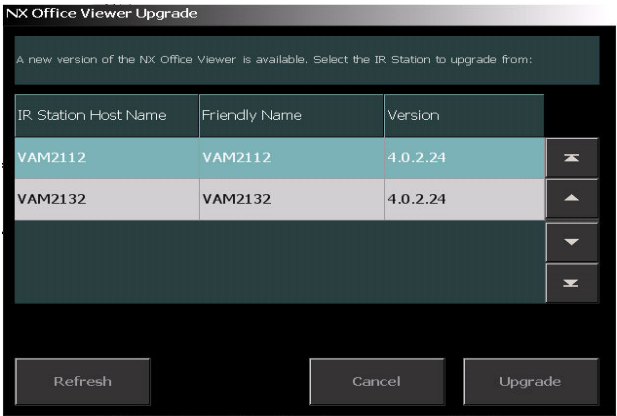 NX Office Viewer Upgrade
A new version of the NX Office Viewer is available. Select the IR Station to upgrade from:
IR Station Host Name Friendly Name Version
VAM2112 VAM2112 4.0.2.24
VAM2132 VAM2132 4.0.2.24
Refresh Cancel Upgrade